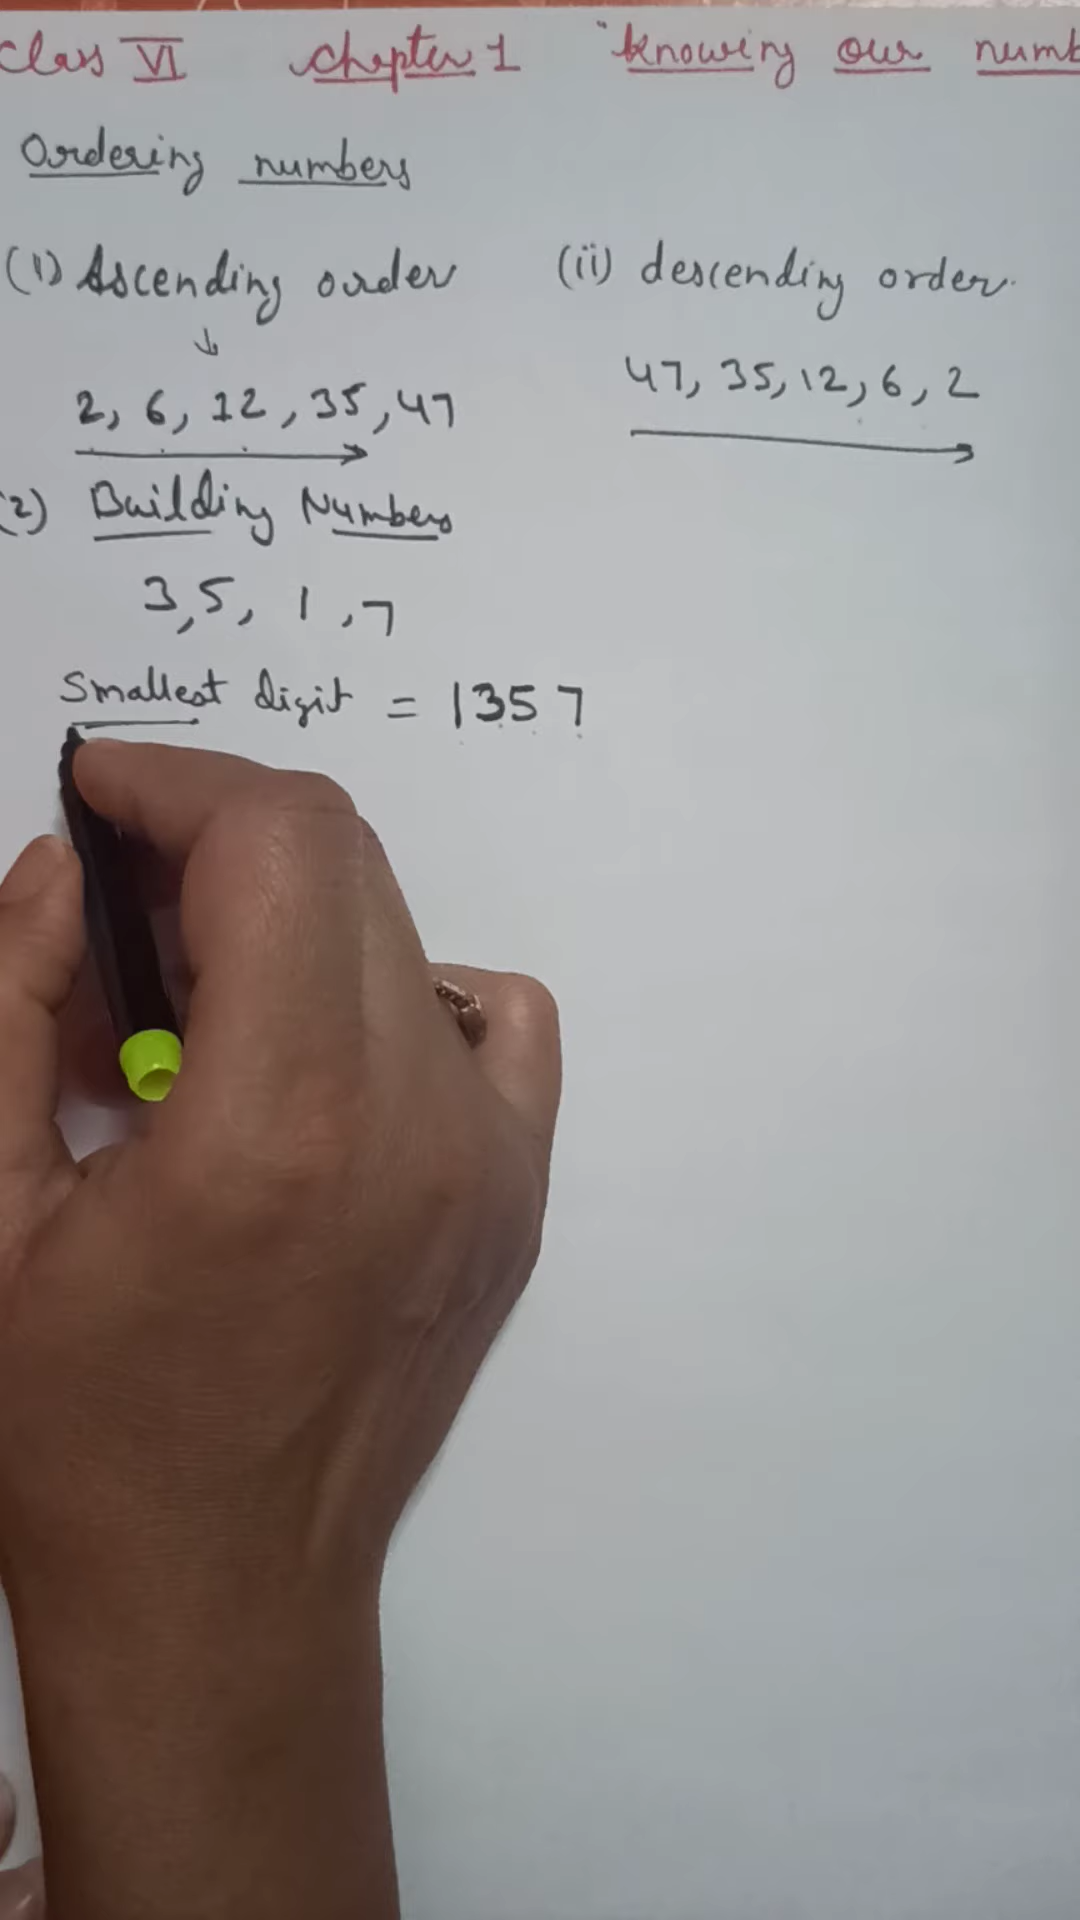 Class VI chapter 1 "knowing our numb
Ordering numbers
(1) Ascending order (ii) descending order.
↓
2, 6, 12, 35, 47 47, 35, 12, 6, 2
(2) Building Numbers
3, 5, 1, 7
Smallest digit = 1357